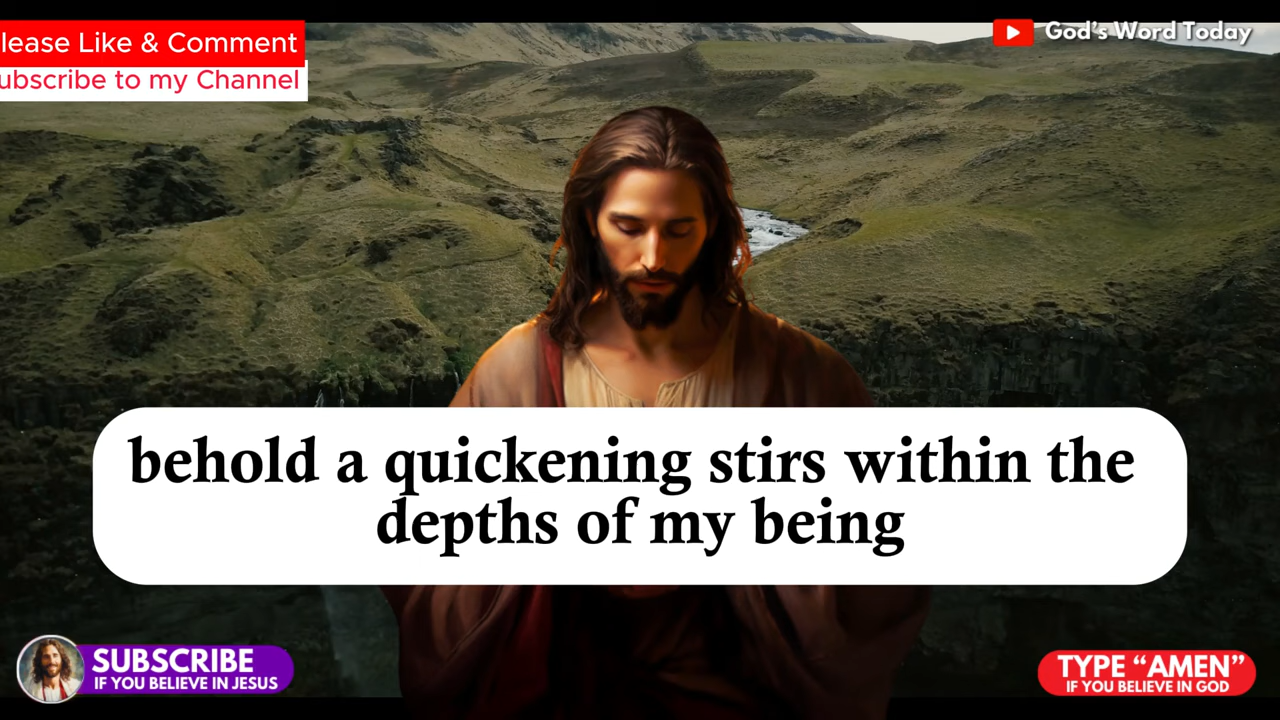 lease Like & Comment
ubscribe to my Channel
God's Word Today
behold a quickening stirs within the
depths of my being
SUBSCRIBE
IF YOU BELIEVE IN JESUS
TYPE “AMEN”
IF YOU BELIEVE IN GOD